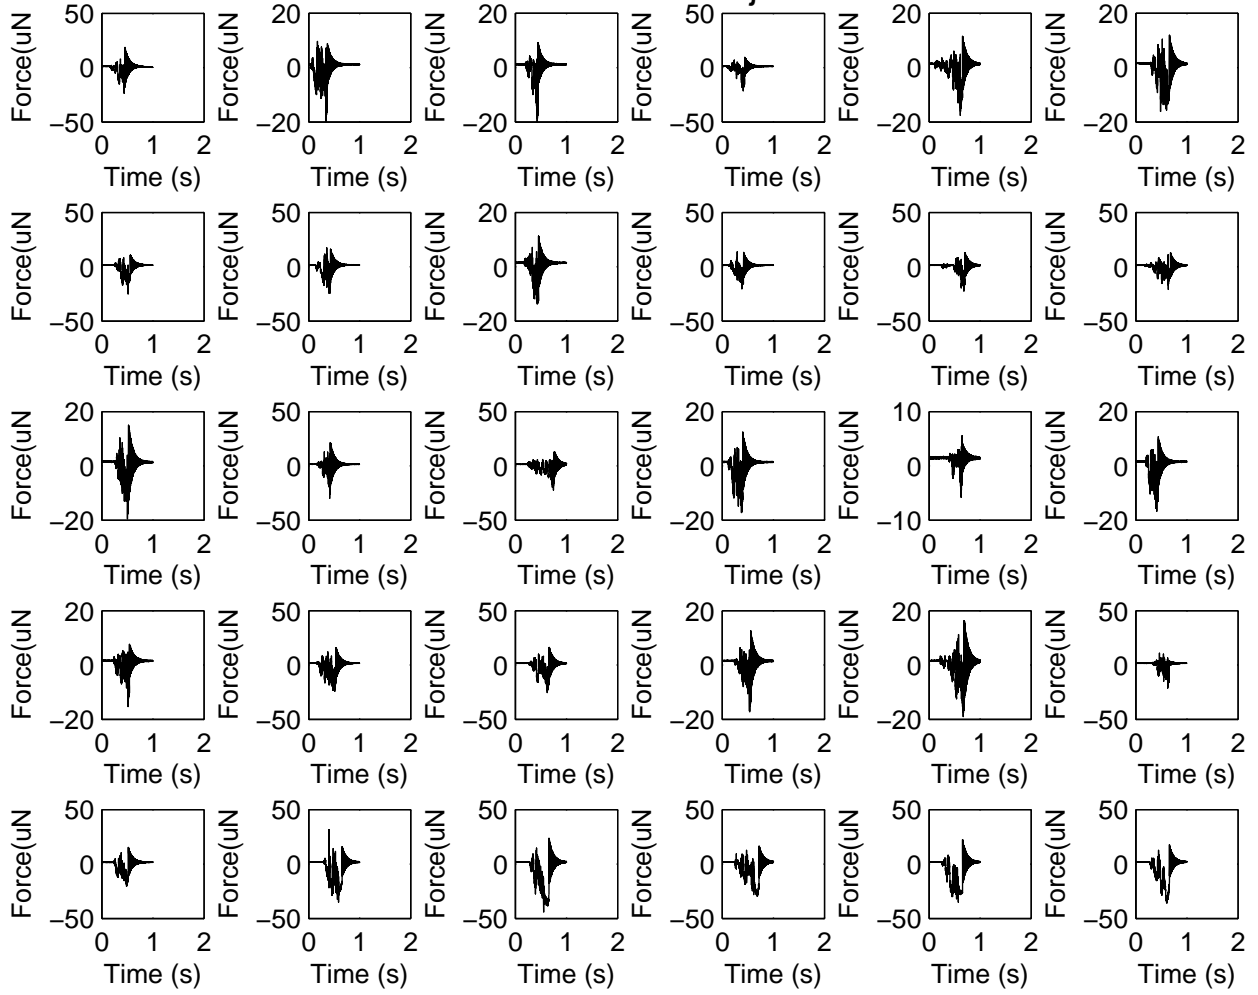 50 50 20 50 20 20
Force(uN Force(uN Force(uN Force(uN Force(uN Force(uN
0 0 0 0 0 0
−50 −20 −20 −50 −20 −20
0 1 2 0 1 2 0 1 2 0 1 2 0 1 2 0 1 2
Time (s) Time (s) Time (s) Time (s) Time (s) Time (s)
50 50 20 50 50 50
Force(uN Force(uN Force(uN Force(uN Force(uN Force(uN
0 0 0 0 0 0
−50 −50 −20 −50 −50 −50
0 1 2 0 1 2 0 1 2 0 1 2 0 1 2 0 1 2
Time (s) Time (s) Time (s) Time (s) Time (s) Time (s)
20 50 50 20 10 20
Force(uN Force(uN Force(uN Force(uN Force(uN Force(uN
0 0 0 0 0 0
−20 −50 −50 −20 −10 −20
0 1 2 0 1 2 0 1 2 0 1 2 0 1 2 0 1 2
Time (s) Time (s) Time (s) Time (s) Time (s) Time (s)
20 50 50 20 20 50
Force(uN Force(uN Force(uN Force(uN Force(uN Force(uN
0 0 0 0 0 0
−20 −50 −50 −20 −20 −50
0 1 2 0 1 2 0 1 2 0 1 2 0 1 2 0 1 2
Time (s) Time (s) Time (s) Time (s) Time (s) Time (s)
50 50 50 50 50 50
Force(uN Force(uN Force(uN Force(uN Force(uN Force(uN
0 0 0 0 0 0
−50 −50 −50 −50 −50 −50
0 1 2 0 1 2 0 1 2 0 1 2 0 1 2 0 1 2
Time (s) Time (s) Time (s) Time (s) Time (s) Time (s)